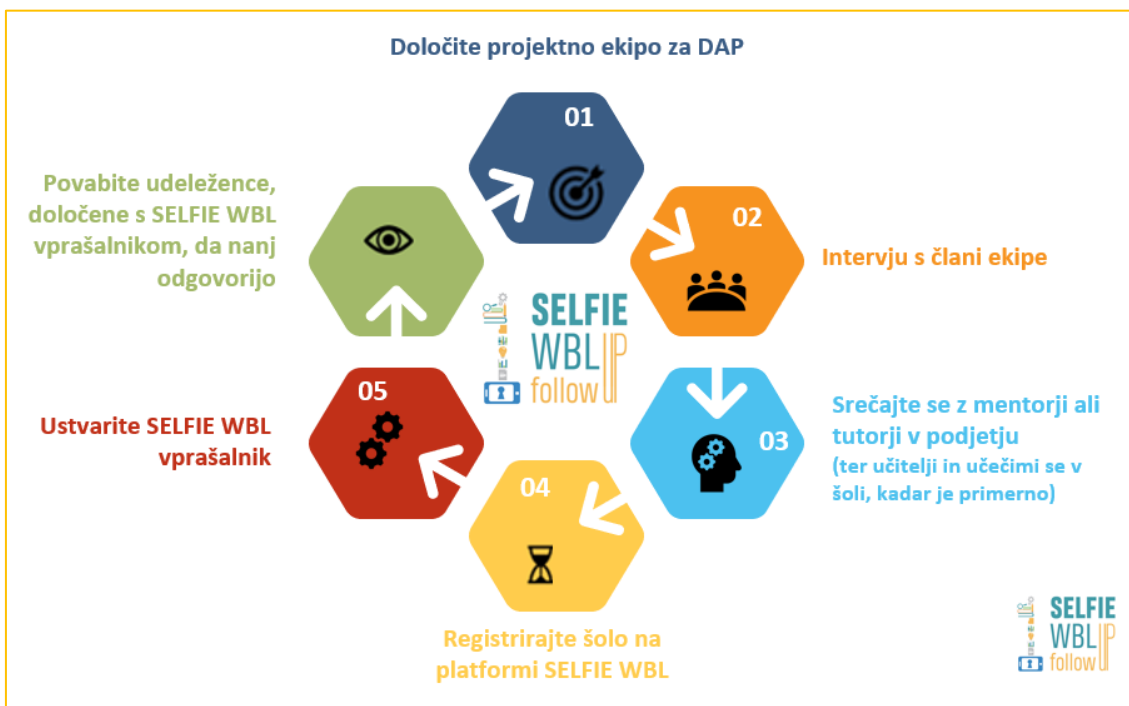 Določite projektno ekipo za DAP
01
02
Intervju s člani ekipe
03
Srečajte se z mentorji ali
tutorji v podjetju
(ter učitelji in učečimi se v
šoli, kadar je primerno)
04
Registrirajte šolo na
platformi SELFIE WBL
05
Ustvarite SELFIE WBL
vprašalnik
Povabite udeležence,
določene s SELFIE WBL
vprašalnikom, da nanj
odgovorijo
SELFIE
WBL UP
follow
SELFIE
WBL UP
follow